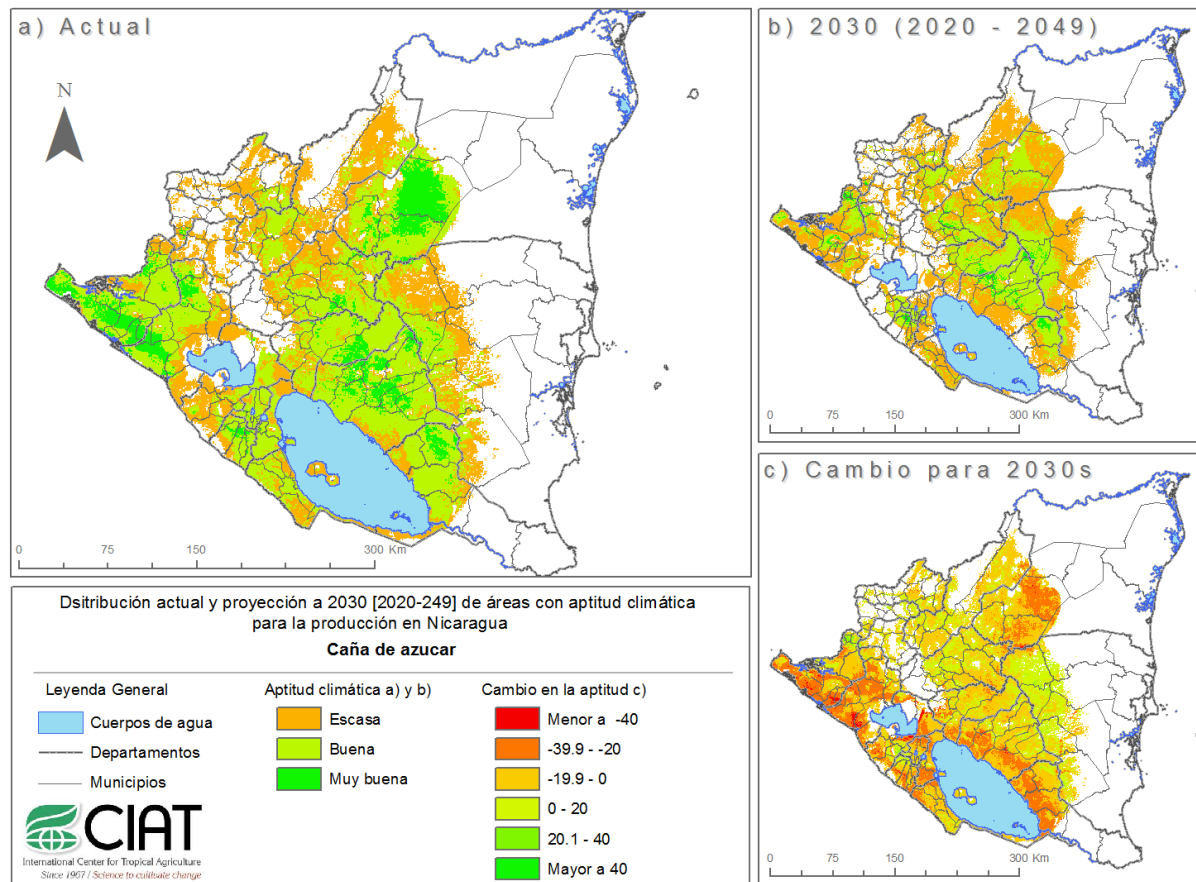 a) Actual
N
0 75 150 300 Km
b) 2030 (2020 - 2049)
0 75 150 300 Km
c) Cambio para 2030s
0 75 150 300 Km
Dsitribución actual y proyección a 2030 [2020-249] de áreas con aptitud climática
para la producción en Nicaragua
Caña de azucar
Leyenda General
Cuerpos de agua
Departamentos
Municipios
Aptitud climática a) y b)
Escasa
Buena
Muy buena
Cambio en la aptitud c)
Menor a -40
-39.9 - -20
-19.9 - 0
0 - 20
20.1 - 40
Mayor a 40
CIAT
International Center for Tropical Agriculture
Since 1967 / Science to cultivate change